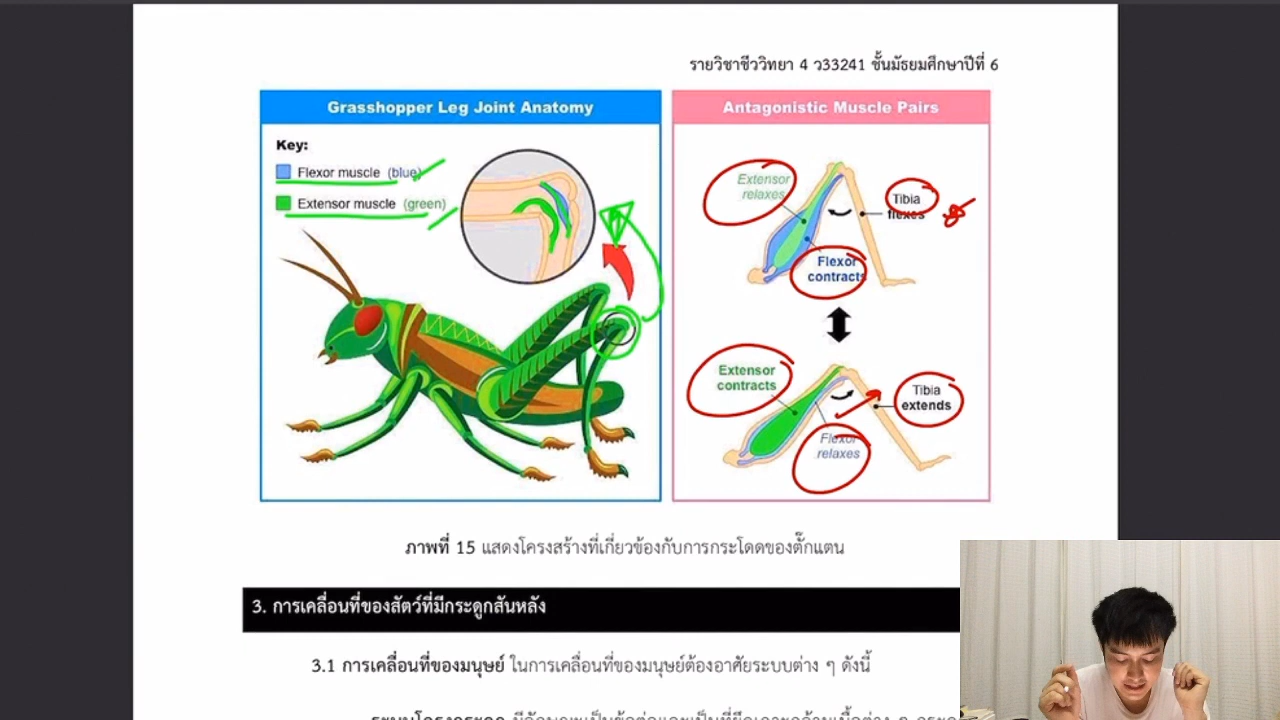 รายวิชาชีววิทยา 4 ว33241 ชั้นมัธยมศึกษาปีที่ 6
Grasshopper Leg Joint Anatomy
Key:
Flexor muscle (blue)
Extensor muscle (green)
Antagonistic Muscle Pairs
Extensor
relaxes
Tibia
flexes
Flexor
contracts
Extensor
contracts
Tibia
extends
Flexor
relaxes
ภาพที่ 15 แสดงโครงสร้างที่เกี่ยวข้องกับการกระโดดของตั๊กแตน
3. การเคลื่อนที่ของสัตว์ที่มีกระดูกสันหลัง
3.1 การเคลื่อนที่ของมนุษย์ ในการเคลื่อนที่ของมนุษย์ต้องอาศัยระบบต่าง ๆ ดังนี้